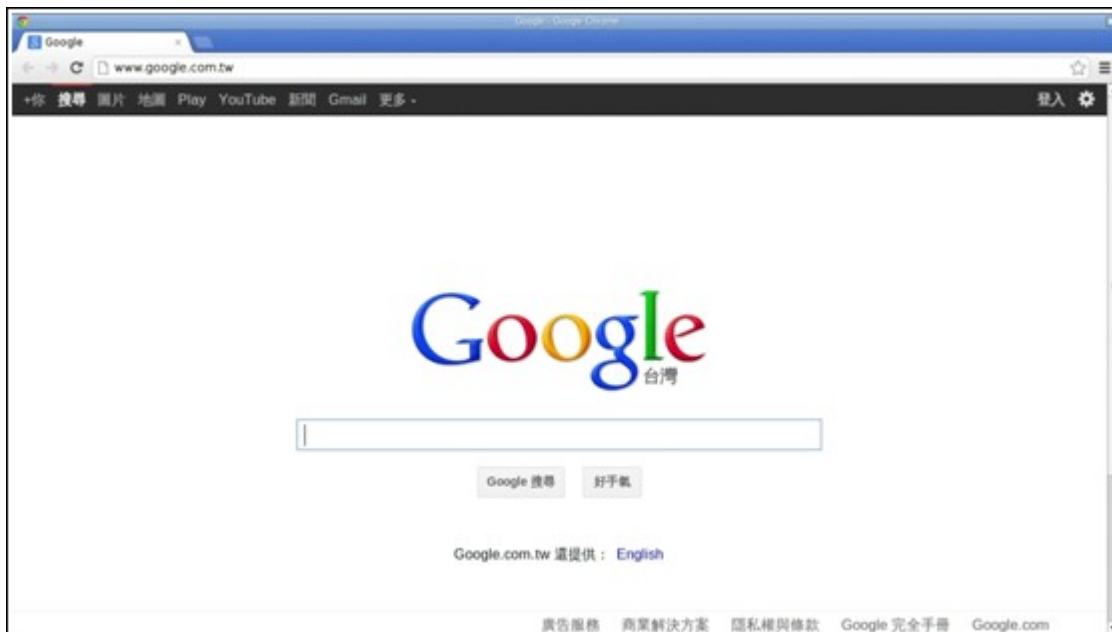 Google - Google Chrome
Google
www.google.com.tw
+你 搜尋 圖片 地圖 Play YouTube 新聞 Gmail 更多 登入
Google
台灣
Google 搜尋 好手氣
Google.com.tw 還提供： English
廣告服務 商業解決方案 隱私權與條款 Google 完全手冊 Google.com